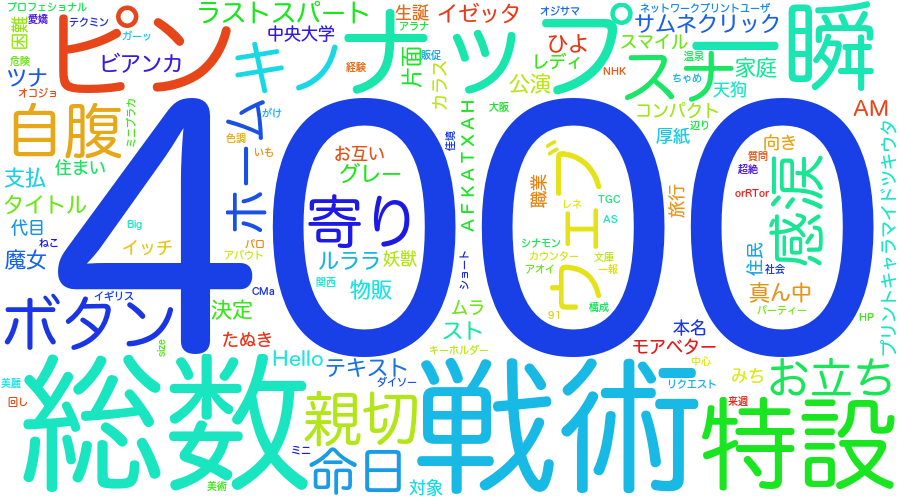 プロフェショナル
愛嬌
テクミン
困難
ガーッ
危険
ツナ
オコジョ
ピンナップ
ビアンカ
ラストスパート
中央大学
生誕
アラナ
イゼッタ
オジサマ
ネットワークプリントユーザ
サムネクリック
ひよ
スマイル
レディ
瞬
スナー
温泉
家庭
ちゃめ
天狗
NHK
キノ
経験
片面
販促
カラス
公演
コンパクト
大阪
AM
自腹
ミニブラカ
がけ
色調
いも
ホーム
4000
住まい
支払
タイトル
代目
ねこ
魔女
Big
イッチ
パロ
アバウト
イギリス
CMa
ボタン
お互い
グレー
寄り
ルララ
妖獣
関西
物販
AFKATXAH
佳境
ショート
職業
ウェブ
レネ
TGC
AS
シナモン
カウンター
文庫
アオイ
一報
91
構成
厚紙
辺り
旅行
向き
質問
超絶
orRTor
感涙
住民
社会
真ん中
パーティー
HP
プリントキャラマイドツキウタ
決定
たぬき
size
Hello
テキスト
ダイソー
ムラ
スト
キーホルダー
本名
モアベター
中心
リクエスト
みち
お立ち
来週
美麗
回し
総数
美術
ミニ
親切
命日
対象
戦術
特設